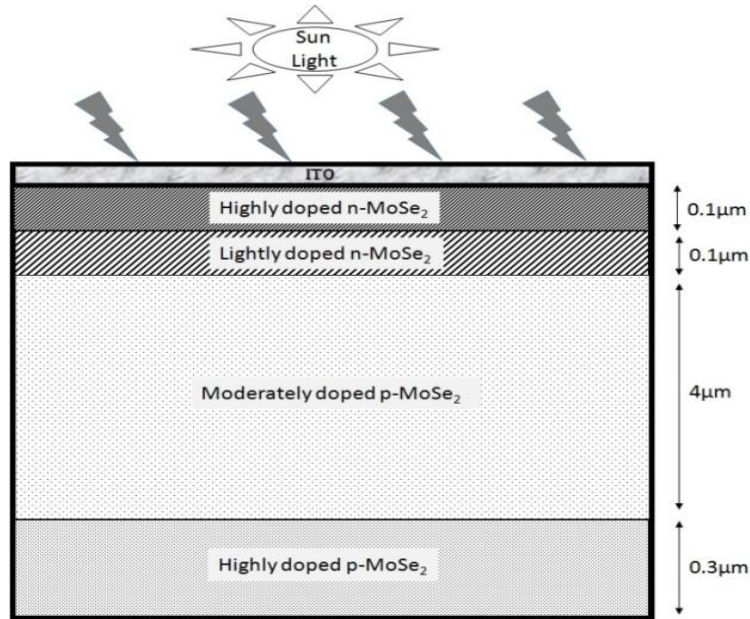 Sun
Light
ITO
Highly doped n-MoSe₂
0.1μm
Lightly doped n-MoSe₂
0.1μm
Moderately doped p-MoSe₂
4μm
Highly doped p-MoSe₂
0.3μm